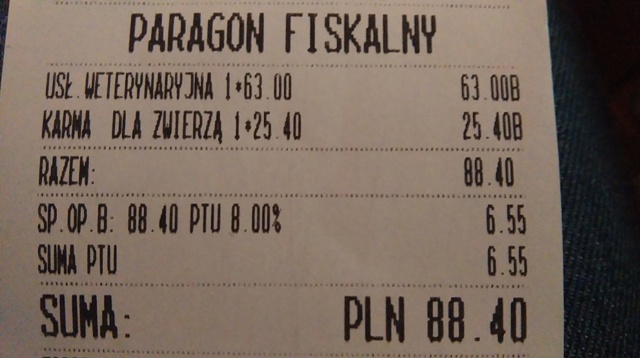 PARAGON FISKALNY
USŁ.WETERYNARYJNA 1*63.00 63.00B
KARMA DLA ZWIERZĄ 1*25.40 25.40B
RAZEM: 88.40
SP.OP.B: 88.40 PTU 8.00% 6.55
SUMA PTU 6.55
SUMA: PLN 88.40